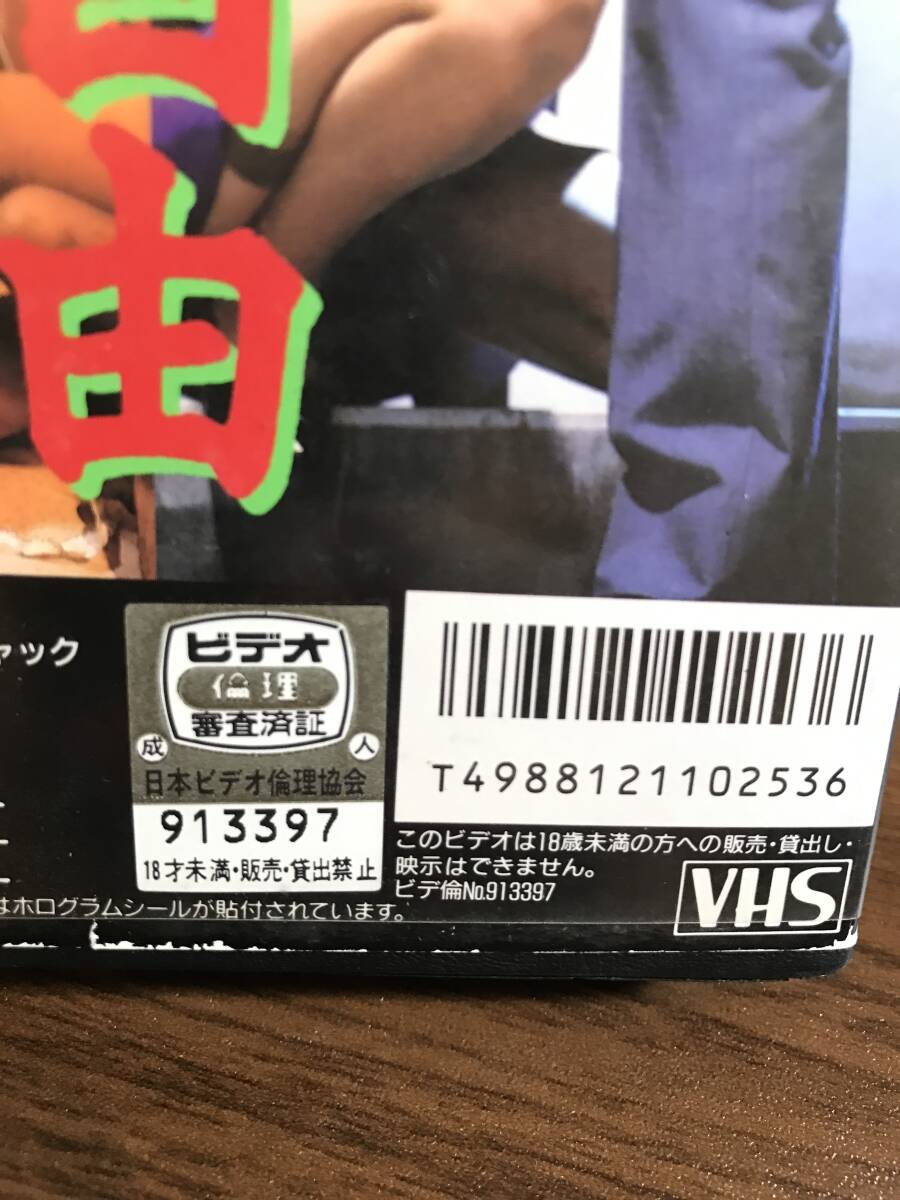 由
ャック
ビデオ
倫理
審査済証
成 人
日本ビデオ倫理協会
913397
18才未満・販売・貸出禁止
はホログラムシールが貼付されています。
T4988121102536
このビデオは18歳未満の方への販売・貸出し・
映示はできません。
ビデ倫No.913397
VHS